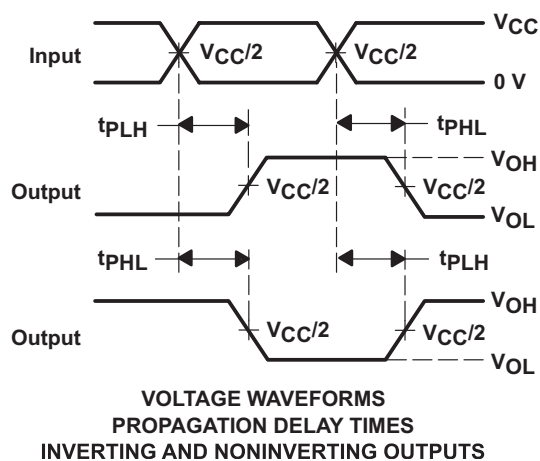 VCC
Input
VCC/2
VCC/2
0 V
tPLH
tPHL
VOH
Output
VCC/2
VCC/2
VOL
tPHL
tPLH
VOH
Output
VCC/2
VCC/2
VOL
VOLTAGE WAVEFORMS
PROPAGATION DELAY TIMES
INVERTING AND NONINVERTING OUTPUTS